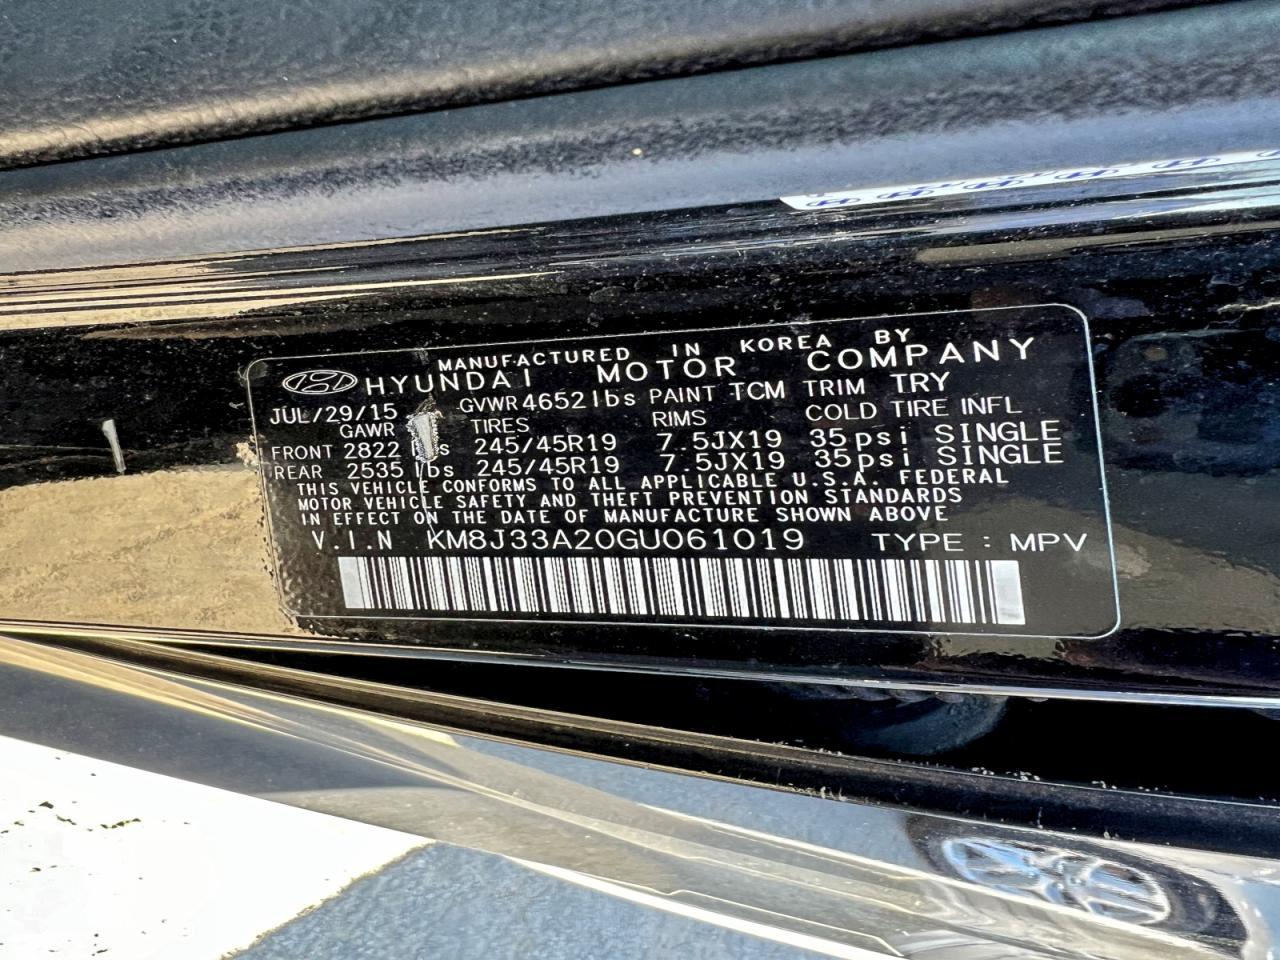 MANUFACTURED IN KOREA BY
HYUNDAI MOTOR COMPANY
JUL/29/15 GVWR 4652 lbs PAINT TCM TRIM TRY
GAWR TIRES RIMS COLD TIRE INFL
FRONT 2822 245/45R19 7.5JX19 35psi SINGLE
REAR 2535 lbs 245/45R19 7.5JX19 35psi SINGLE
THIS VEHICLE CONFORMS TO ALL APPLICABLE U.S.A. FEDERAL
MOTOR VEHICLE SAFETY AND THEFT PREVENTION STANDARDS
IN EFFECT ON THE DATE OF MANUFACTURE SHOWN ABOVE
V.I.N KM8J33A20GU061019 TYPE : MPV